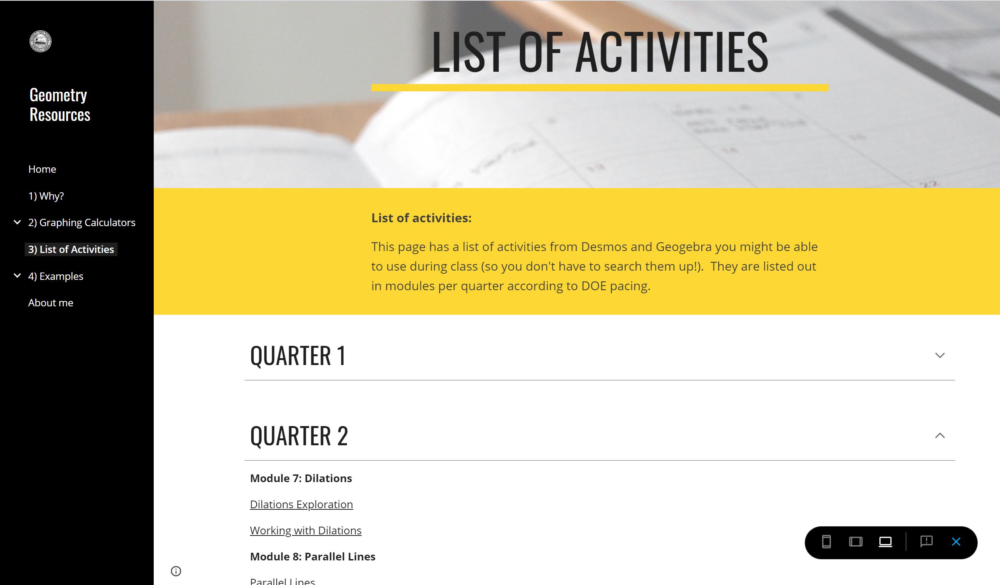 Geometry
Resources
Home
1) Why?
2) Graphing Calculators
3) List of Activities
4) Examples
About me
LIST OF ACTIVITIES
22
List of activities:
This page has a list of activities from Desmos and Geogebra you might be able
to use during class (so you don't have to search them up!).  They are listed out
in modules per quarter according to DOE pacing.
QUARTER 1
QUARTER 2
Module 7: Dilations
Dilations Exploration
Working with Dilations
Module 8: Parallel Lines
Parallel Lines